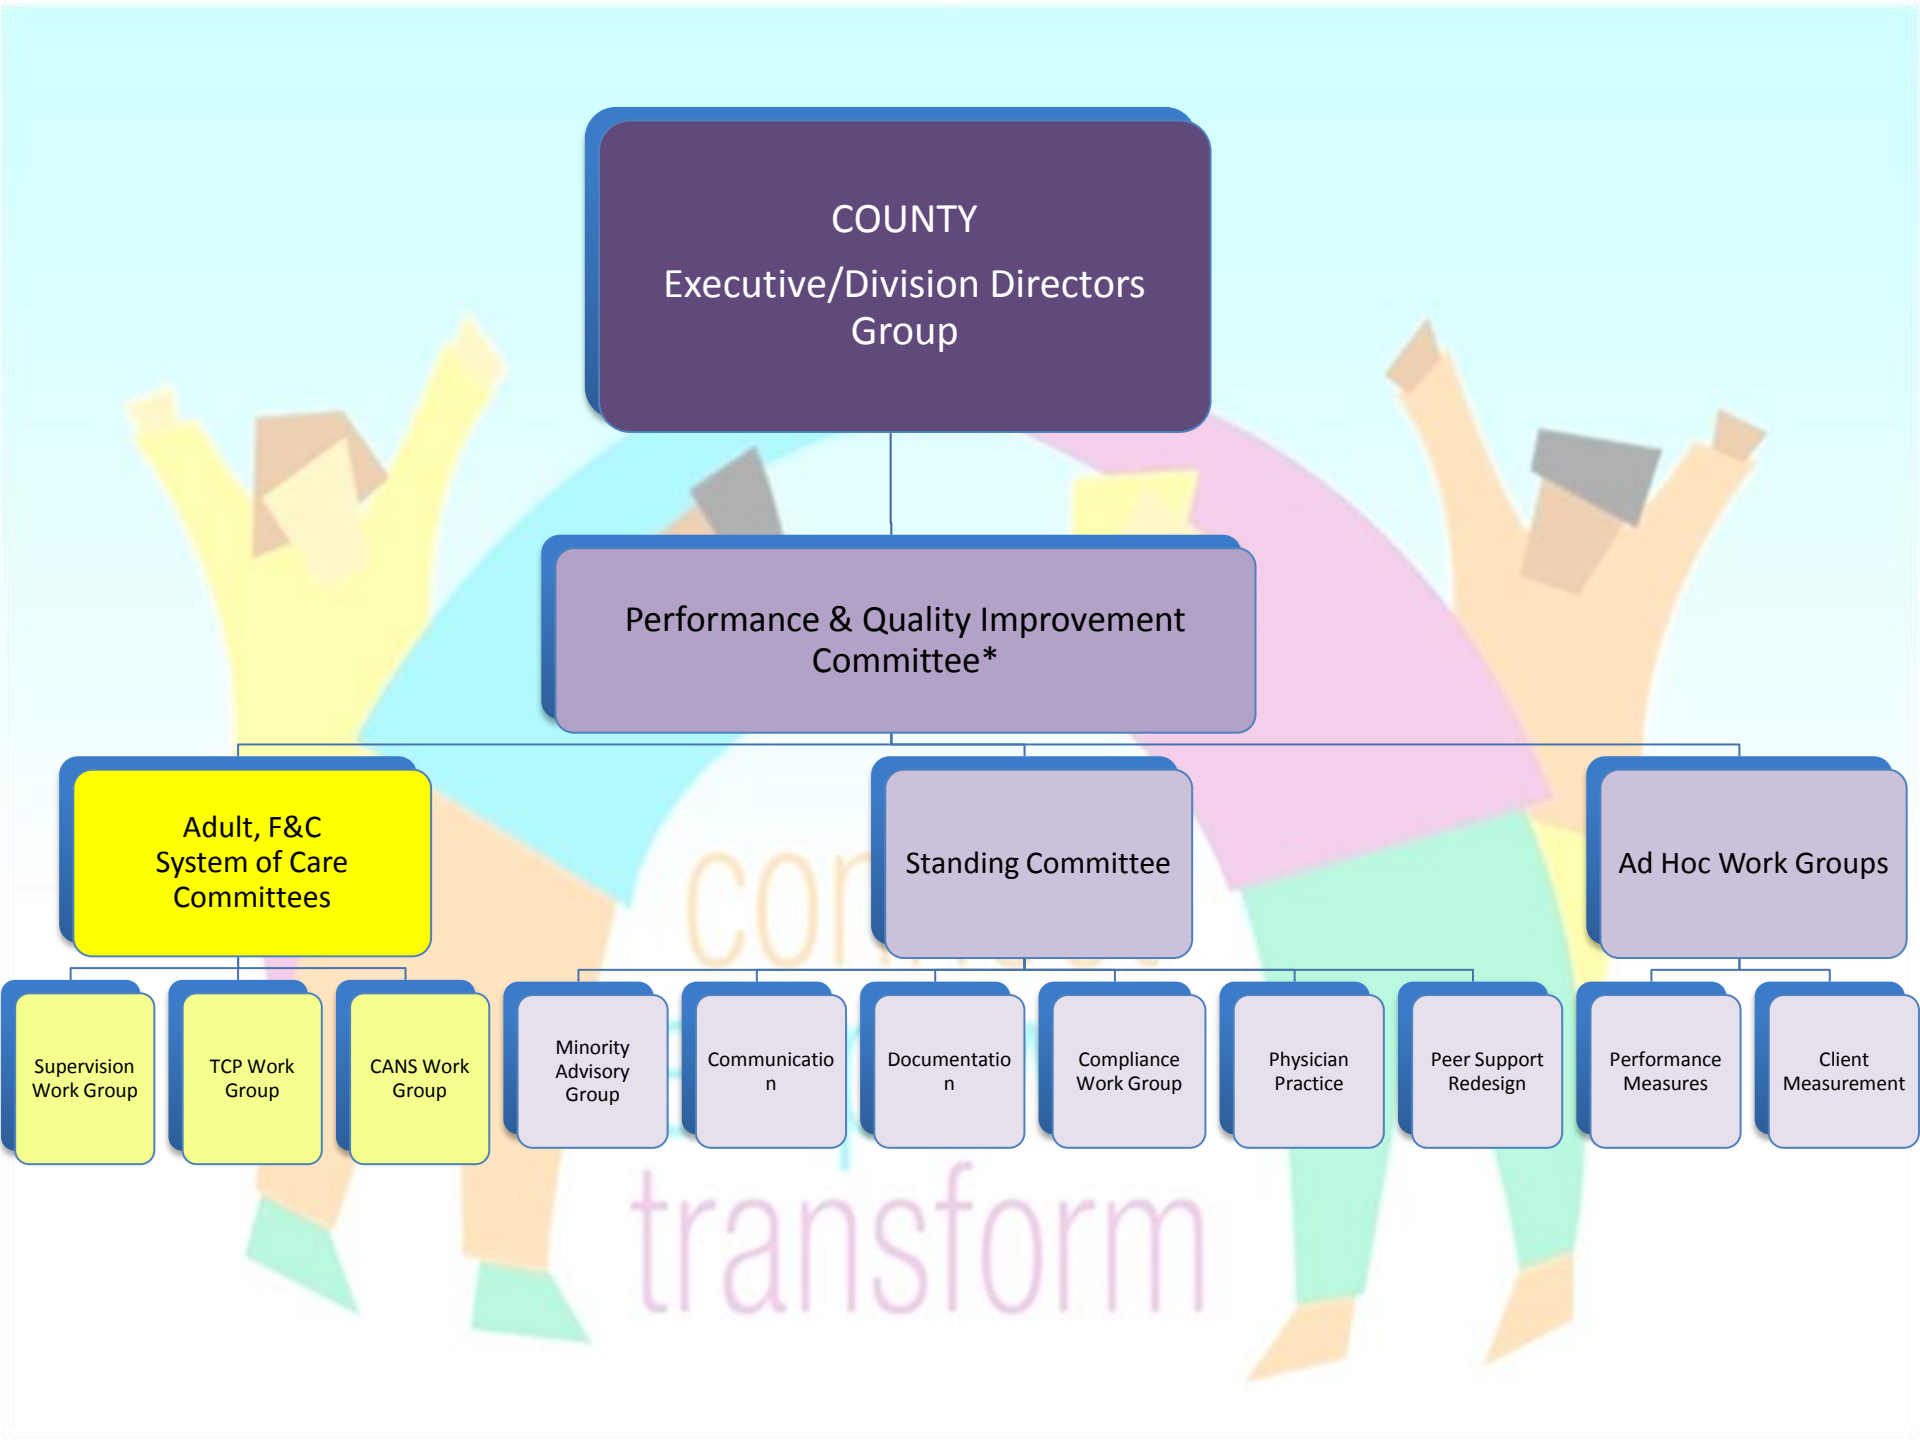 COUNTY
Executive/Division Directors
Group
Performance & Quality Improvement
Committee*
Adult, F&C
System of Care
Committees
Standing Committee
Ad Hoc Work Groups
Supervision
Work Group
TCP Work
Group
CANS Work
Group
Minority
Advisory
Group
Communicatio
n
Documentatio
n
Compliance
Work Group
Physician
Practice
Peer Support
Redesign
Performance
Measures
Client
Measurement
transform